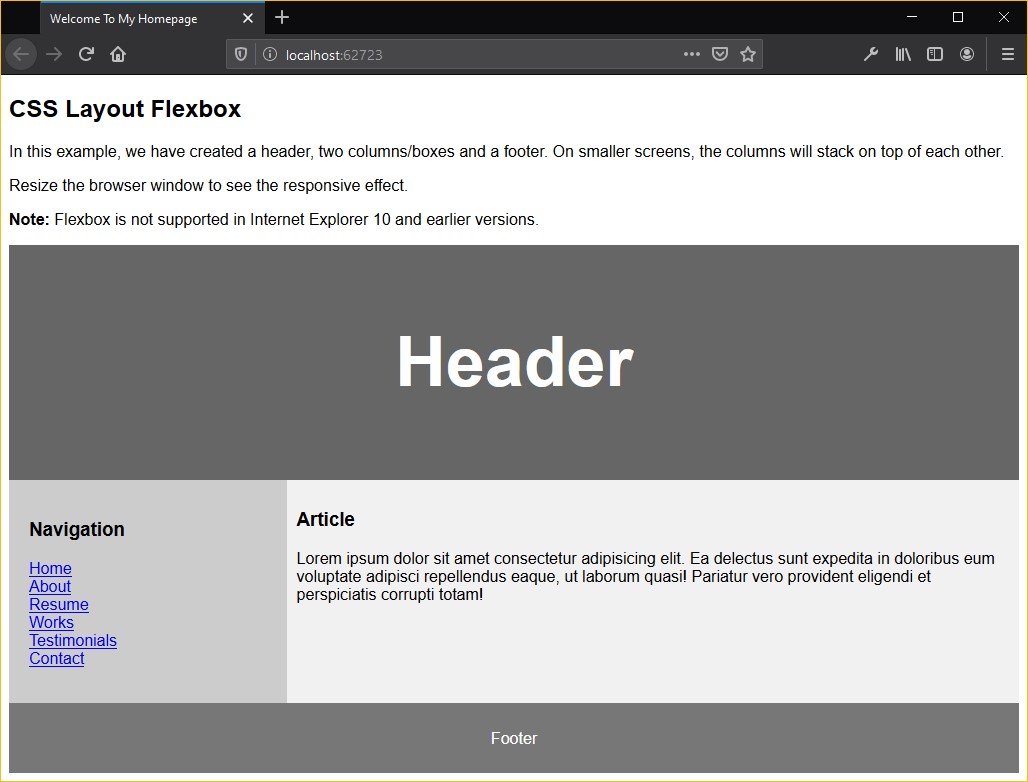 Welcome To My Homepage
localhost:62723
CSS Layout Flexbox
In this example, we have created a header, two columns/boxes and a footer. On smaller screens, the columns will stack on top of each other.
Resize the browser window to see the responsive effect.
Note: Flexbox is not supported in Internet Explorer 10 and earlier versions.
Header
Navigation
Home
About
Resume
Works
Testimonials
Contact
Article
Lorem ipsum dolor sit amet consectetur adipisicing elit. Ea delectus sunt expedita in doloribus eum
voluptate adipisci repellendus eaque, ut laborum quasi! Pariatur vero provident eligendi et
perspiciatis corrupti totam!
Footer